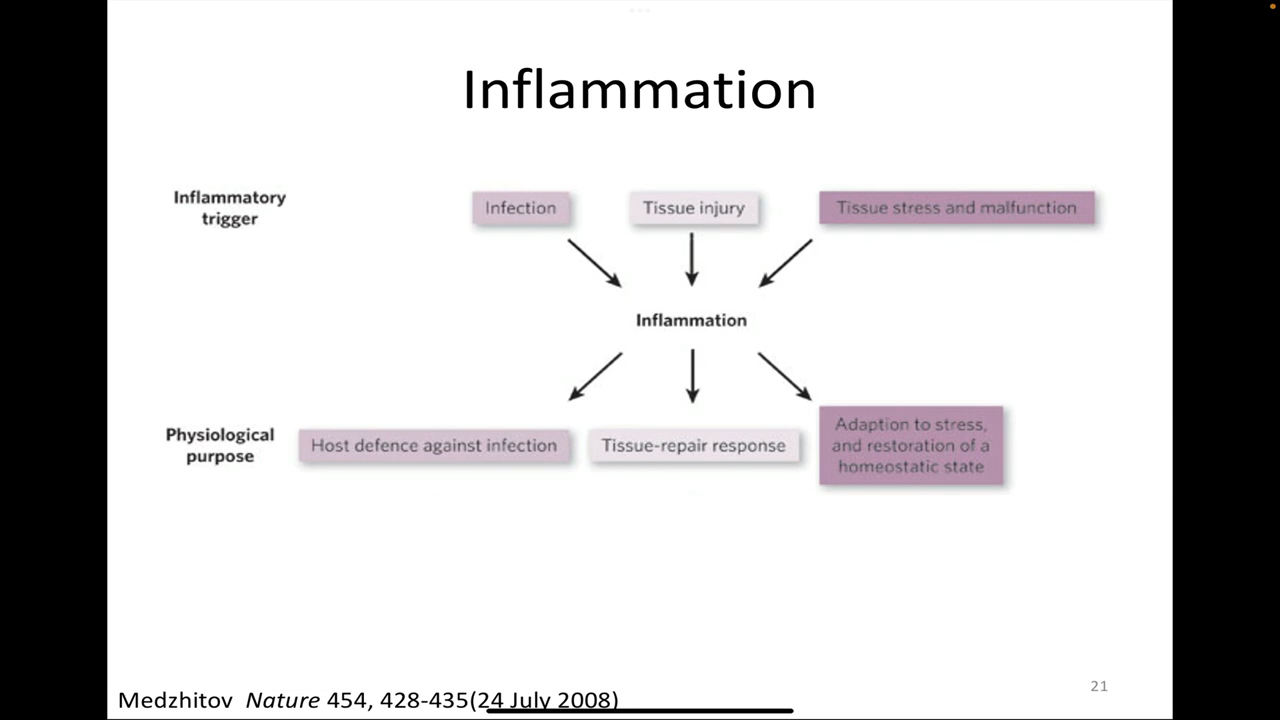 Inflammation
Inflammatory
trigger
Infection
Tissue injury
Tissue stress and malfunction
Inflammation
Physiological
purpose
Host defence against infection
Tissue-repair response
Adaption to stress,
and restoration of a
homeostatic state
Medzhitov Nature 454, 428-435(24 July 2008)
21